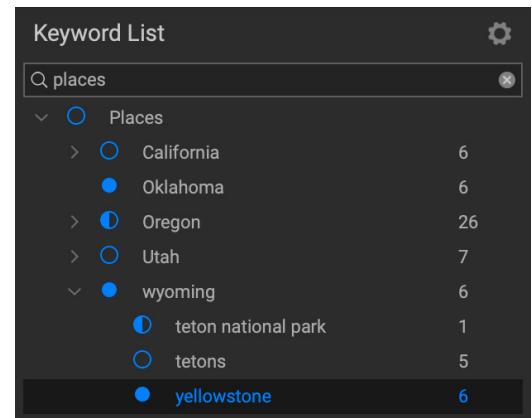 Keyword List
places
Places
California 6
Oklahoma 6
Oregon 26
Utah 7
wyoming 6
teton national park 1
tetons 5
yellowstone 6